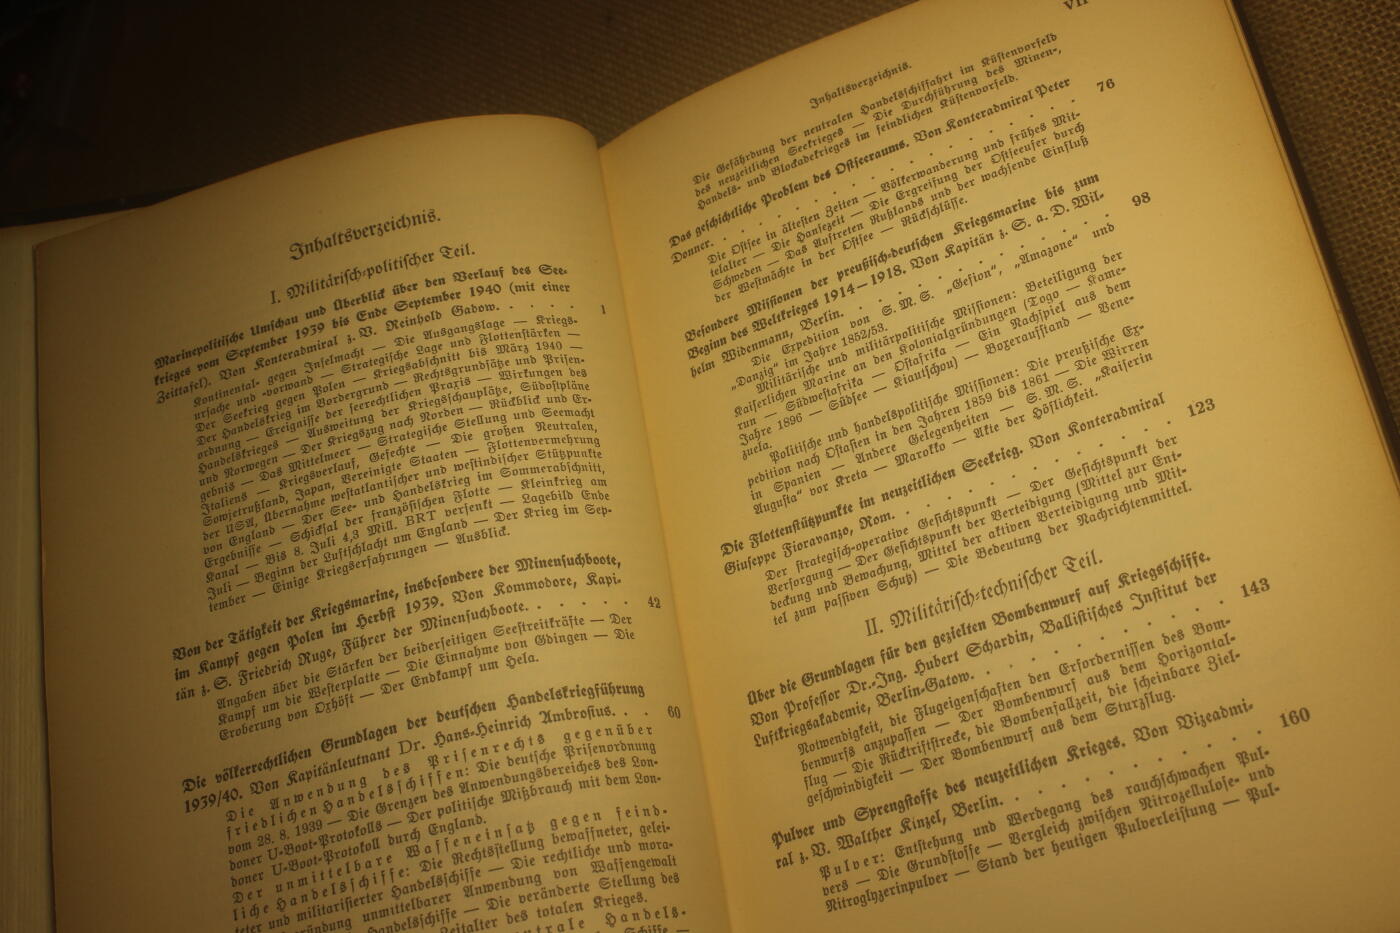 Inhaltsverzeichnis.
I. Militärisch-politischer Teil.
Marinepolitische Umschau und Überblick über den Verlauf des See-
krieges vom September 1939 bis Ende September 1940 (mit einer
Zeittafel). Von Konteradmiral z. V. Reinhold Gadow. . . . . . 1
Kontinental- gegen Inselmacht — Die Ausgangslage — Kriegs-
ursache und -vorwand — Strategische Lage und Flottenstärken —
Der Seekrieg gegen Polen — Kriegsabschnitt bis März 1940 —
Der Handelskrieg im Vordergrund — Rechtsgrundsätze und Prisen-
ordnung — Ereignisse der seerechtlichen Praxis — Wirkungen des
Handelskrieges — Ausweitung der Kriegsschauplätze, Südostpläne
und Norwegen — Der Kriegszug nach Norden — Rückblick und Er-
gebnis — Das Mittelmeer — Strategische Stellung und Seemacht
Italiens — Kriegsverlauf, Gefechte — Die großen Neutralen,
Sowjetrußland, Japan, Vereinigte Staaten — Flottenvermehrung
der USA, Übernahme westatlantischer und westindischer Stützpunkte
von England — Der See- und Handelskrieg im Sommerabschnitt,
Ergebnisse — Schicksal der französischen Flotte — Kleinkrieg am
Kanal — Bis 8. Juli 4,3 Mill. BRT versenkt — Lagebild Ende
Juli — Beginn der Luftschlacht um England — Der Krieg im Sep-
tember — Einige Kriegserfahrungen — Ausblick.
Von der Tätigkeit der Kriegsmarine, insbesondere der Minensuchboote,
im Kampf gegen Polen im Herbst 1939. Von Kommodore, Kapi-
tän z. S. Friedrich Ruge, Führer der Minensuchboote. . . . . . 42
Angaben über die Stärken der beiderseitigen Seestreitkräfte — Der
Kampf um die Westerplatte — Die Einnahme von Gdingen — Die
Eroberung von Oxhöft — Der Endkampf um Hela.
Die völkerrechtlichen Grundlagen der deutschen Handelskriegführung
1939/40. Von Kapitänleutnant Dr. Hans-Heinrich Ambrosius. . . 60
Die Anwendung des Prisenrechts gegenüber
friedlichen Handelsschiffen: Die deutsche Prisenordnung
vom 28. 8. 1939 — Die Grenzen des Anwendungsbereiches des Lon-
doner U-Boot-Protokolls — Der politische Mißbrauch mit dem Lon-
doner U-Boot-Protokoll durch England.
Der unmittelbare Waffeneinsatz gegen feind-
liche Handelsschiffe: Die Rechtsstellung bewaffneter, gelei-
teter und militarisierter Handelsschiffe — Die rechtliche und mora-
unmittelbarer Anwendung von Waffengewalt
Handelsschiffe — Die veränderte Stellung des
Zeitalter des totalen Krieges.
Handels-
Schiffe —
VII
Inhaltsverzeichnis.
Die Gefährdung der neutralen Handelsschiffahrt im Küstenvorfeld
des neuzeitlichen Seekrieges — Die Durchführung des Minen-,
Handels- und Blockadekrieges im feindlichen Küstenvorfeld.
Das geschichtliche Problem des Ostseeraums. Von Konteradmiral Peter
Donner. . . . . . . . . . . . . . . 76
Die Ostsee in ältesten Zeiten — Völkerwanderung und frühes Mit-
telalter — Die Hansezeit — Die Ergreifung der Ostseeufer durch
Schweden — Das Auftreten Rußlands und der wachsende Einfluß
der Westmächte in der Ostsee — Rückschlüsse.
Besondere Missionen der preußisch-deutschen Kriegsmarine bis zum
Beginn des Weltkrieges 1914—1918. Von Kapitän z. S. a. D. Wil-
helm Widenmann, Berlin. . . . . . . . . . . 98
Die Expedition von S. M. S. „Gefion“, „Amazone“ und
„Danzig“ im Jahre 1852/53.
Militärische und militärpolitische Missionen: Beteiligung der
Kaiserlichen Marine an den Kolonialgründungen (Togo — Kame-
run — Südwestafrika — Ostafrika — Ein Nachspiel aus dem
Jahre 1896 — Südsee — Kiautschou) — Boxeraufstand — Vene-
zuela.
Politische und handelspolitische Missionen: Die preußische Ex-
pedition nach Ostasien in den Jahren 1859 bis 1861 — Die Wirren
in Spanien — Andere Gelegenheiten — S. M. S. „Kaiserin
Augusta“ vor Kreta — Marokko — Akte der Höflichkeit.
Die Flottenstützpunkte im neuzeitlichen Seekrieg. Von Konteradmiral
Giuseppe Fioravanzo, Rom. . . . . . . . . . . 123
Der strategisch-operative Gesichtspunkt — Der Gesichtspunkt der
Versorgung — Der Gesichtspunkt der Verteidigung (Mittel zur Ent-
deckung und Bewachung, Mittel der aktiven Verteidigung und Mit-
tel zum passiven Schutz) — Die Bedeutung der Nachrichtenmittel.
II. Militärisch-technischer Teil.
Über die Grundlagen für den gezielten Bombenwurf auf Kriegsschiffe.
Von Professor Dr.-Ing. Hubert Schardin, Ballistisches Institut der
Luftkriegsakademie, Berlin-Gatow. . . . . . . . . . 143
Notwendigkeit, die Flugeigenschaften den Erfordernissen des Bom-
benwurfs anzupassen — Der Bombenwurf aus dem Horizontal-
flug — Die Rücktriftstrecke, die Bombenfallzeit, die scheinbare Ziel-
geschwindigkeit — Der Bombenwurf aus dem Sturzflug.
Pulver und Sprengstoffe des neuzeitlichen Krieges. Von Vizeadmi-
ral z. V. Walther Kinzel, Berlin. . . . . . . . . . 160
Pulver: Entstehung und Werdegang des rauchschwachen Pul-
vers — Die Grundstoffe — Vergleich zwischen Nitrozellulose- und
Nitroglyzerinpulver — Stand der heutigen Pulverleistung — Pul-